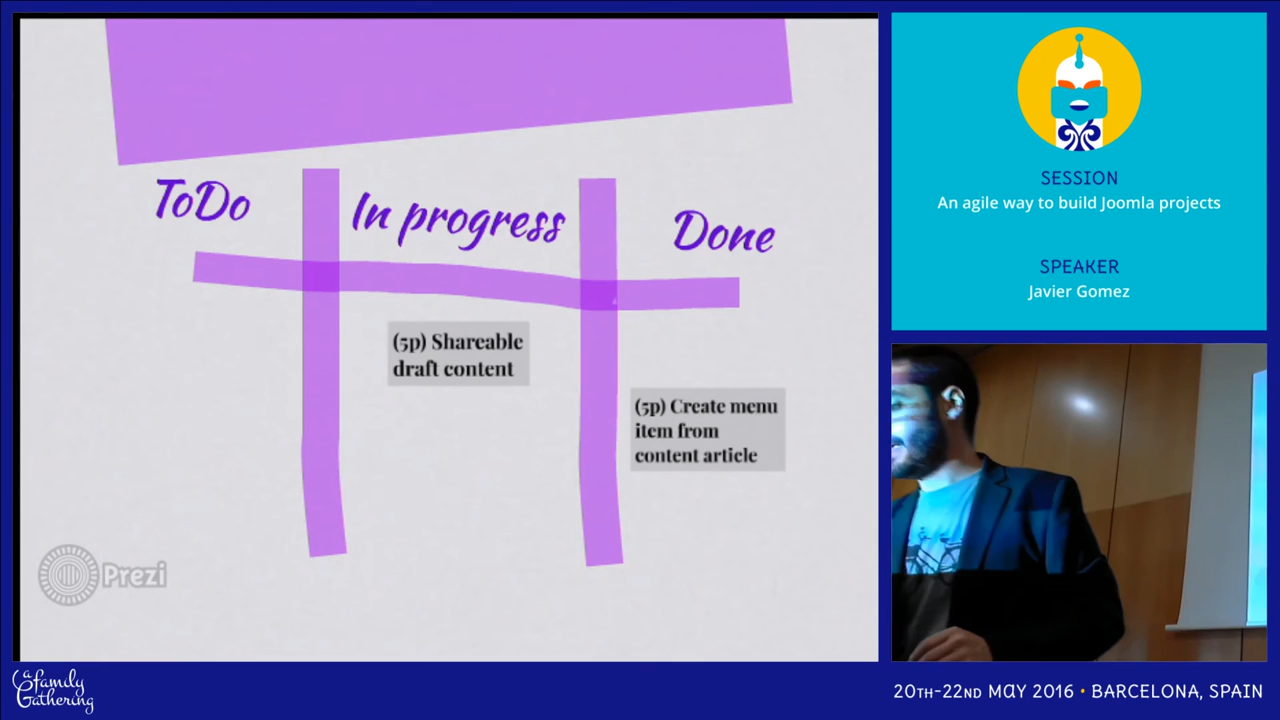 ToDo
In progress
Done
(5p) Shareable
draft content
(5p) Create menu
item from
content article
Prezi
SESSION
An agile way to build Joomla projects
SPEAKER
Javier Gomez
a
family
Gathering
20TH-22ND MAY 2016 • BARCELONA, SPAIN